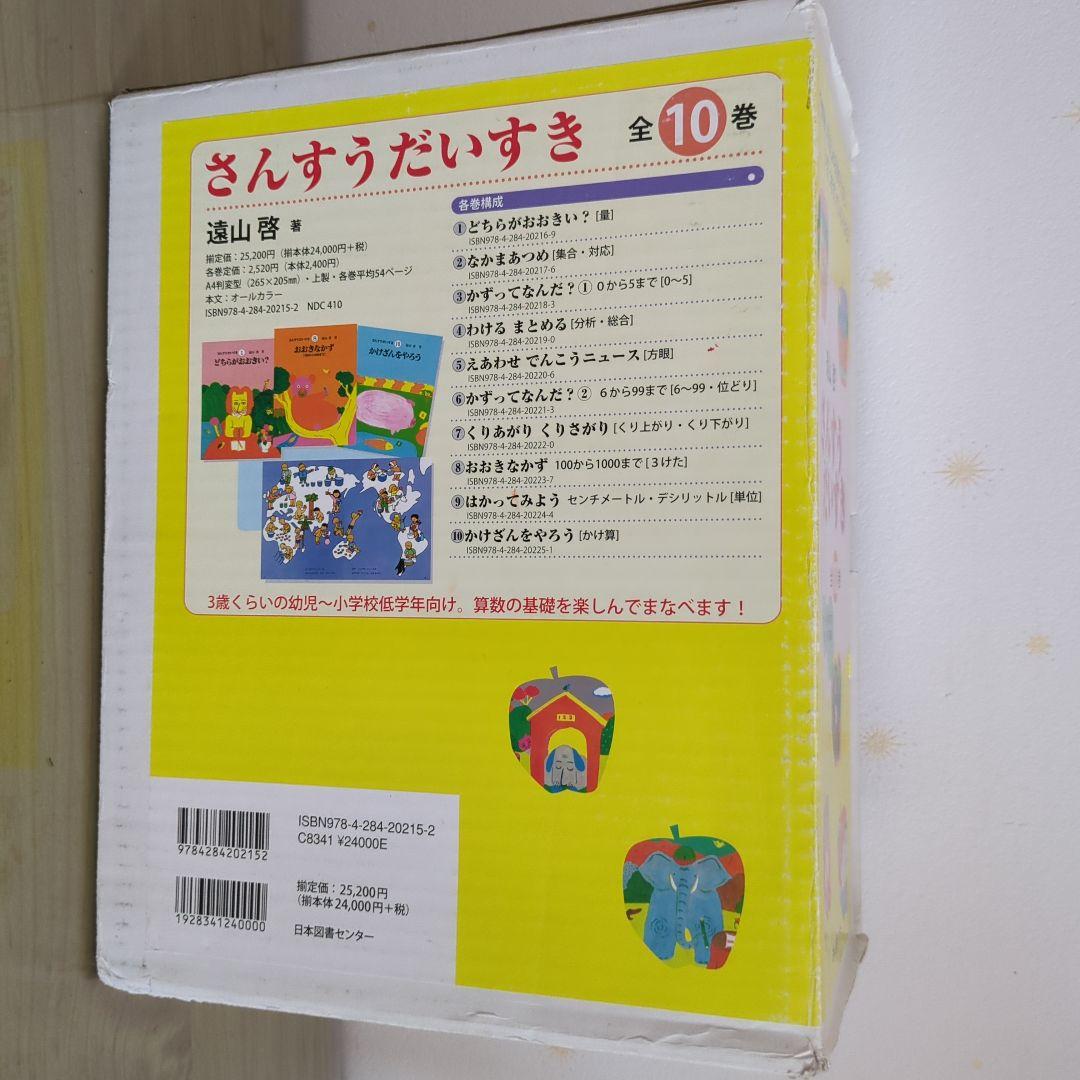 さんすうだいすき 全10巻
遠山 啓 著
揃定価：25,200円（揃本体24,000円＋税）
各巻定価：2,520円（本体2,400円）
A4判変型（265×205㎜）・上製・各巻平均54ページ
本文：オールカラー
ISBN978-4-284-20215-2 NDC 410
各巻構成
①どちらがおおきい？［量］
ISBN978-4-284-20216-9
②なかまあつめ［集合・対応］
ISBN978-4-284-20217-6
③かずってなんだ？① 0から5まで［0〜5］
ISBN978-4-284-20218-3
④わける まとめる［分析・総合］
ISBN978-4-284-20219-0
⑤えあわせ でんこうニュース［方眼］
ISBN978-4-284-20220-6
⑥かずってなんだ？② 6から99まで［6〜99・位どり］
ISBN978-4-284-20221-3
⑦くりあがり くりさがり［くり上がり・くり下がり］
ISBN978-4-284-20222-0
⑧おおきなかず 100から1000まで［3けた］
ISBN978-4-284-20223-7
⑨はかってみよう センチメートル・デシリットル［単位］
ISBN978-4-284-20224-4
⑩かけざんをやろう［かけ算］
ISBN978-4-284-20225-1
どちらがおおきい？
おおきなかず
かけざんをやろう
3歳くらいの幼児〜小学校低学年向け。算数の基礎を楽しんでまなべます！
123
9784284202152
ISBN978-4-284-20215-2
C8341 ¥24000E
1928341240000
揃定価：25,200円
（揃本体24,000円＋税）
日本図書センター